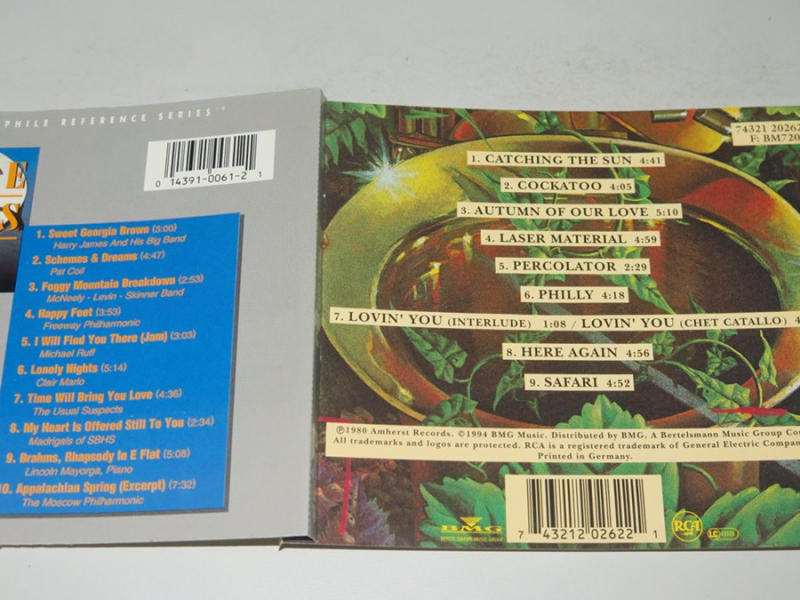 PHILE REFERENCE SERIES
E
S
0 14391-0061-2 1
1. Sweet Georgia Brown (3:00)
Harry James And His Big Band
2. Schemes & Dreams (4:47)
Pat Coil
3. Foggy Mountain Breakdown (2:53)
McNeely - Levin - Skinner Band
4. Happy Feet (3:53)
Freeway Philharmonic
5. I Will Find You There (Jam) (3:03)
Michael Ruff
6. Lonely Nights (5:14)
Clair Marlo
7. Time Will Bring You Love (4:36)
The Usual Suspects
8. My Heart Is Offered Still To You (2:34)
Madrigals of SBHS
9. Brahms, Rhapsody In E Flat (5:08)
Lincoln Mayorga, Piano
10. Appalachian Spring (Excerpt) (7:32)
The Moscow Philharmonic
74321 20262
F: BM720
1. CATCHING THE SUN 4:41
2. COCKATOO 4:05
3. AUTUMN OF OUR LOVE 5:10
4. LASER MATERIAL 4:59
5. PERCOLATOR 2:29
6. PHILLY 4:18
7. LOVIN' YOU (INTERLUDE) 1:08 / LOVIN' YOU (CHET CATALLO) 4
8. HERE AGAIN 4:56
9. SAFARI 4:52
℗1980 Amherst Records. ©1994 BMG Music. Distributed by BMG. A Bertelsmann Music Group Co
All trademarks and logos are protected. RCA is a registered trademark of General Electric Compan
Printed in Germany.
BMG
BERTELSMANN MUSIC GROUP
7 43212 02622 1
RCA
LC